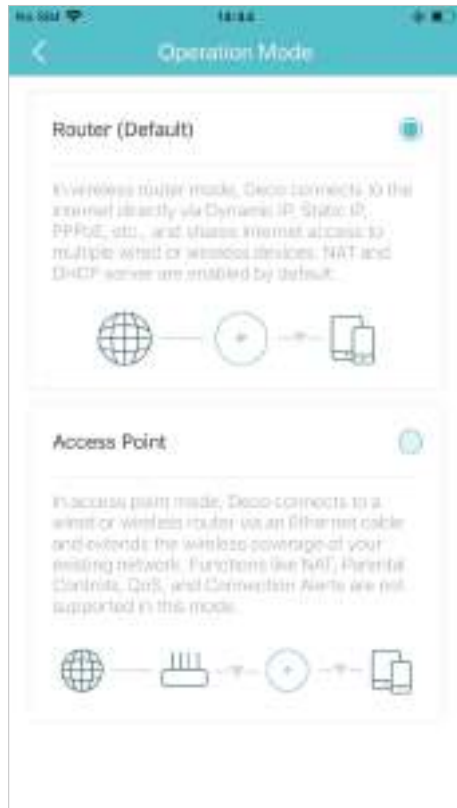 No SIM
Operation Mode
Router (Default)
In wireless router mode, Deco connects to the
internet directly via Dynamic IP, Static IP,
PPPoE, etc., and shares internet access to
multiple wired or wireless devices. NAT and
DHCP server are enabled by default.
Access Point
In access point mode, Deco connects to a
wired or wireless router via an Ethernet cable
and extends the wireless coverage of your
existing network. Functions like NAT, Parental
Controls, QoS, and Connection Alerts are not
supported in this mode.